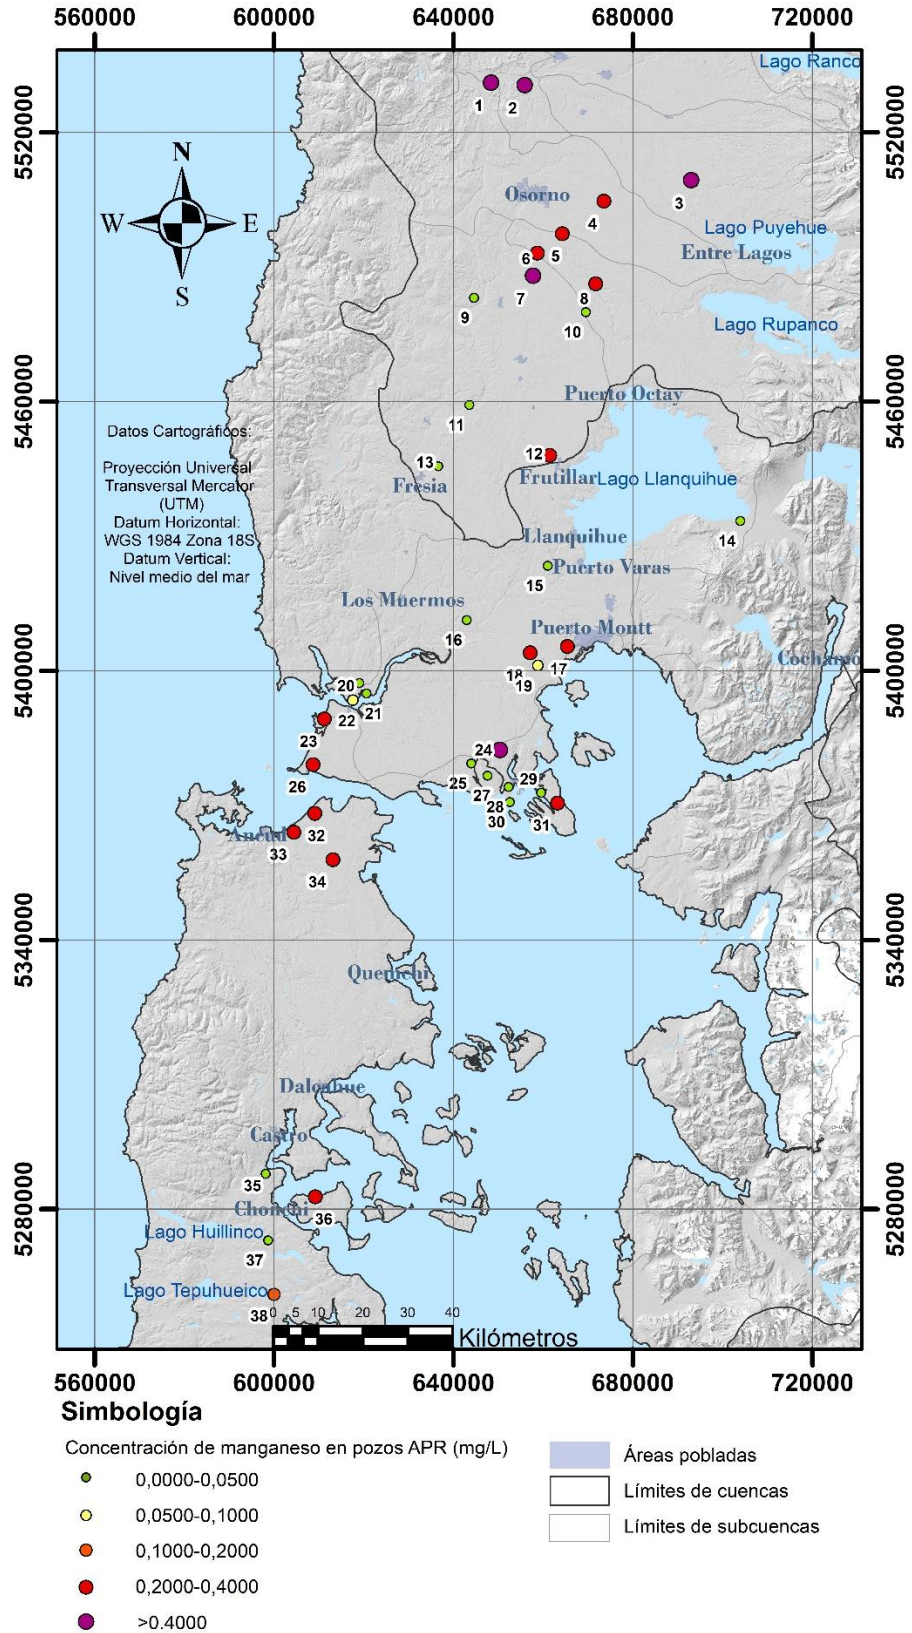 560000 600000 640000 680000 720000
Lago Ranco
1
2
5520000
5520000
N
W
E
S
Osorno
3
4
Lago Puyehue
Entre Lagos
5
6
7
8
9
10
Lago Rupanco
Puerto Octay
5460000
5460000
11
Datos Cartográficos:
Proyección Universal
Transversal Mercator
(UTM)
Datum Horizontal:
WGS 1984 Zona 18S
Datum Vertical:
Nivel medio del mar
12
13
Fresia
Frutillar
Lago Llanquihue
14
Llanquihue
15
Puerto Varas
Los Muermos
16
Puerto Montt
Cochamo
17
18
19
5400000
5400000
20
21
22
23
24
25
26
27
28
29
30
31
32
Ancud
33
34
5340000
5340000
Quemchi
Dalcahue
Castro
35
Chonchi
36
5280000
5280000
Lago Huillinco
37
Lago Tepuhueico
38
0 5 10 20 30 40
Kilómetros
560000 600000 640000 680000 720000
Simbología
Concentración de manganeso en pozos APR (mg/L)
0,0000-0,0500
0,0500-0,1000
0,1000-0,2000
0,2000-0,4000
>0.4000
Áreas pobladas
Límites de cuencas
Límites de subcuencas